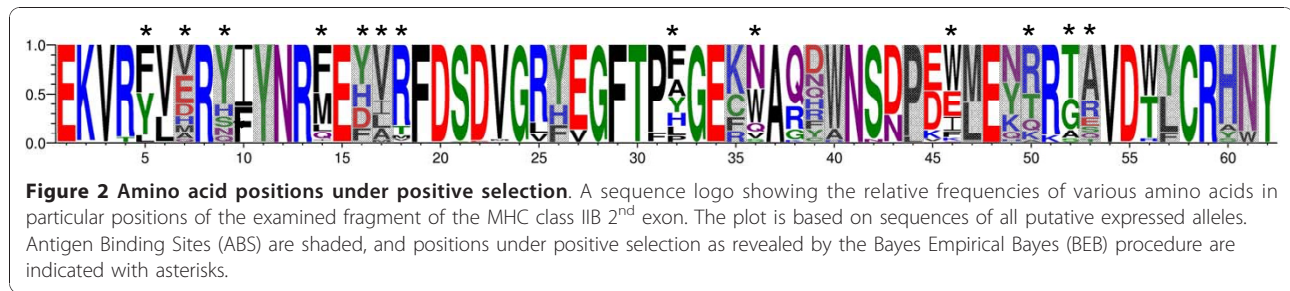 * * * * * * * * * * * * *
1.0
0.5
0.0
EKVRFVERYIYNRFEYVRFDSDVGRYEGFTPFGEKNAQDWNSDPEWMENRRTAVDWYCRHNY
5 10 15 20 25 30 35 40 45 50 55 60
Figure 2 Amino acid positions under positive selection. A sequence logo showing the relative frequencies of various amino acids in
particular positions of the examined fragment of the MHC class IIB 2nd exon. The plot is based on sequences of all putative expressed alleles.
Antigen Binding Sites (ABS) are shaded, and positions under positive selection as revealed by the Bayes Empirical Bayes (BEB) procedure are
indicated with asterisks.